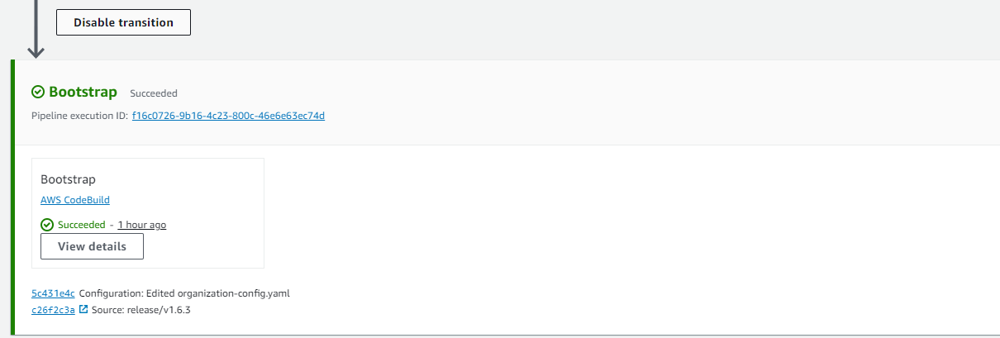 Disable transition
Bootstrap Succeeded
Pipeline execution ID: f16c0726-9b16-4c23-800c-46e6e63ec74d
Bootstrap
AWS CodeBuild
Succeeded - 1 hour ago
View details
5c431e4c Configuration: Edited organization-config.yaml
c26f2c3a Source: release/v1.6.3